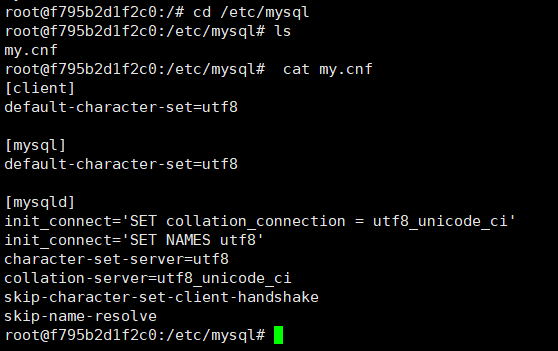 root@f795b2d1f2c0:/# cd /etc/mysql
root@f795b2d1f2c0:/etc/mysql# ls
my.cnf
root@f795b2d1f2c0:/etc/mysql#  cat my.cnf
[client]
default-character-set=utf8

[mysql]
default-character-set=utf8

[mysqld]
init_connect='SET collation_connection = utf8_unicode_ci'
init_connect='SET NAMES utf8'
character-set-server=utf8
collation-server=utf8_unicode_ci
skip-character-set-client-handshake
skip-name-resolve
root@f795b2d1f2c0:/etc/mysql#